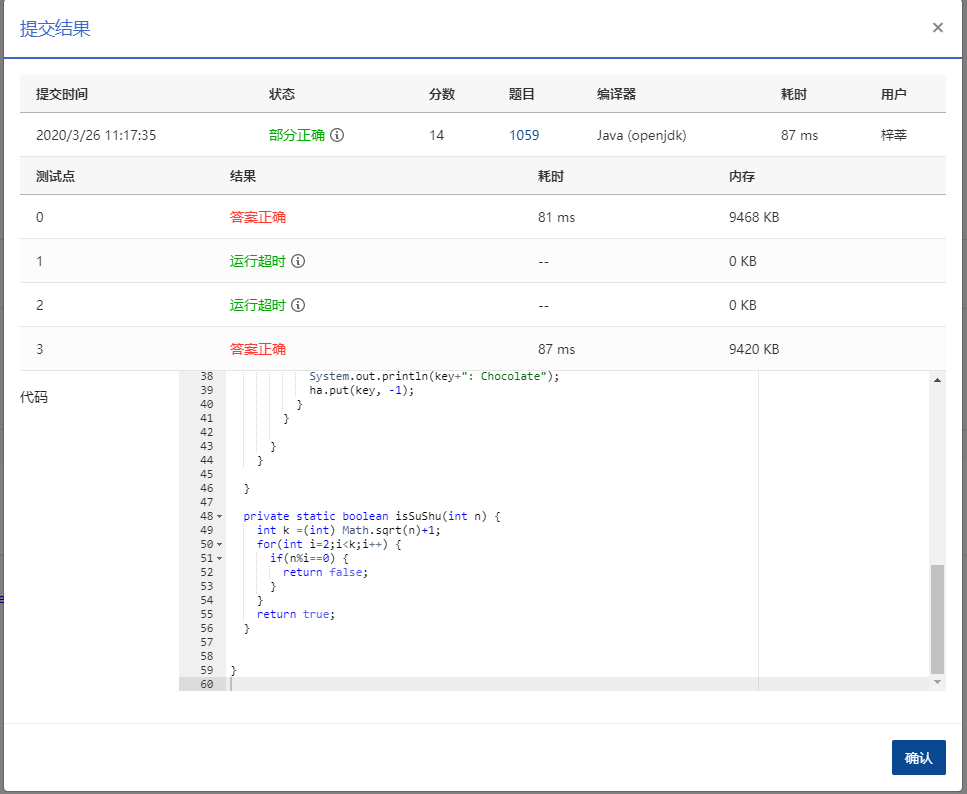 提交结果 ×
提交时间 状态 分数 题目 编译器 耗时 用户
2020/3/26 11:17:35 部分正确 14 1059 Java (openjdk) 87 ms 梓莘
测试点 结果 耗时 内存
0 答案正确 81 ms 9468 KB
1 运行超时 -- 0 KB
2 运行超时 -- 0 KB
3 答案正确 87 ms 9420 KB
代码
38 System.out.println(key+": Chocolate");
39 ha.put(key, -1);
40 }
41 }
42
43 }
44 }
45
46 }
47
48 private static boolean isSuShu(int n) {
49 int k =(int) Math.sqrt(n)+1;
50 for(int i=2;i<k;i++) {
51 if(n%i==0) {
52 return false;
53 }
54 }
55 return true;
56 }
57
58
59 }
60
确认